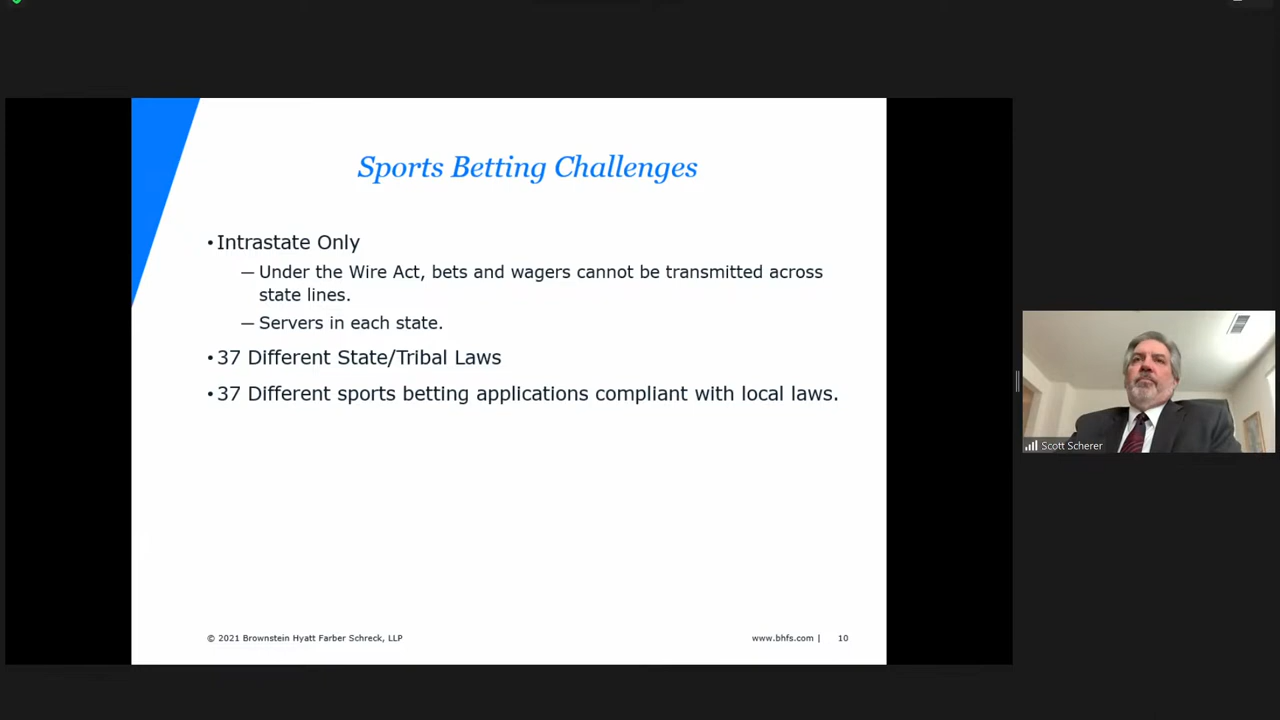 Sports Betting Challenges
• Intrastate Only
— Under the Wire Act, bets and wagers cannot be transmitted across
state lines.
— Servers in each state.
• 37 Different State/Tribal Laws
• 37 Different sports betting applications compliant with local laws.
Scott Scherer
© 2021 Brownstein Hyatt Farber Schreck, LLP
www.bhfs.com | 10